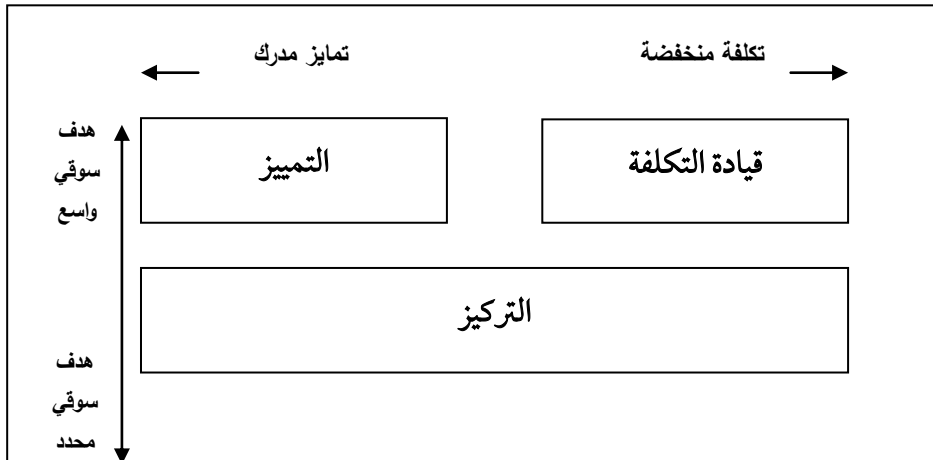 تكلفة منخفضة
تمايز مدرك
قيادة التكلفة
التمييز
هدف
سوقي
واسع
التركيز
هدف
سوقي
محدد